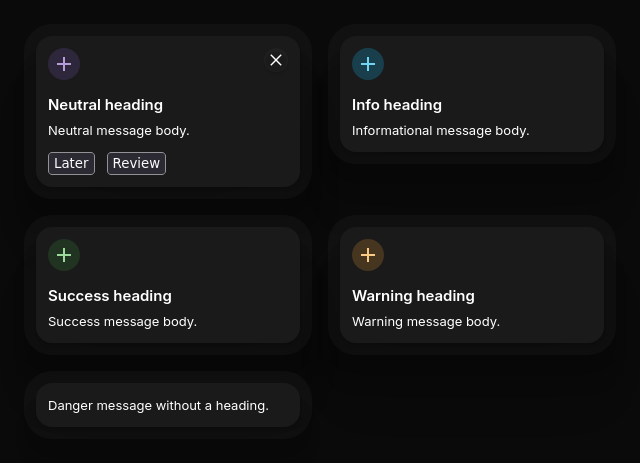 Neutral heading
Neutral message body.
Later Review
Info heading
Informational message body.
Success heading
Success message body.
Warning heading
Warning message body.
Danger message without a heading.